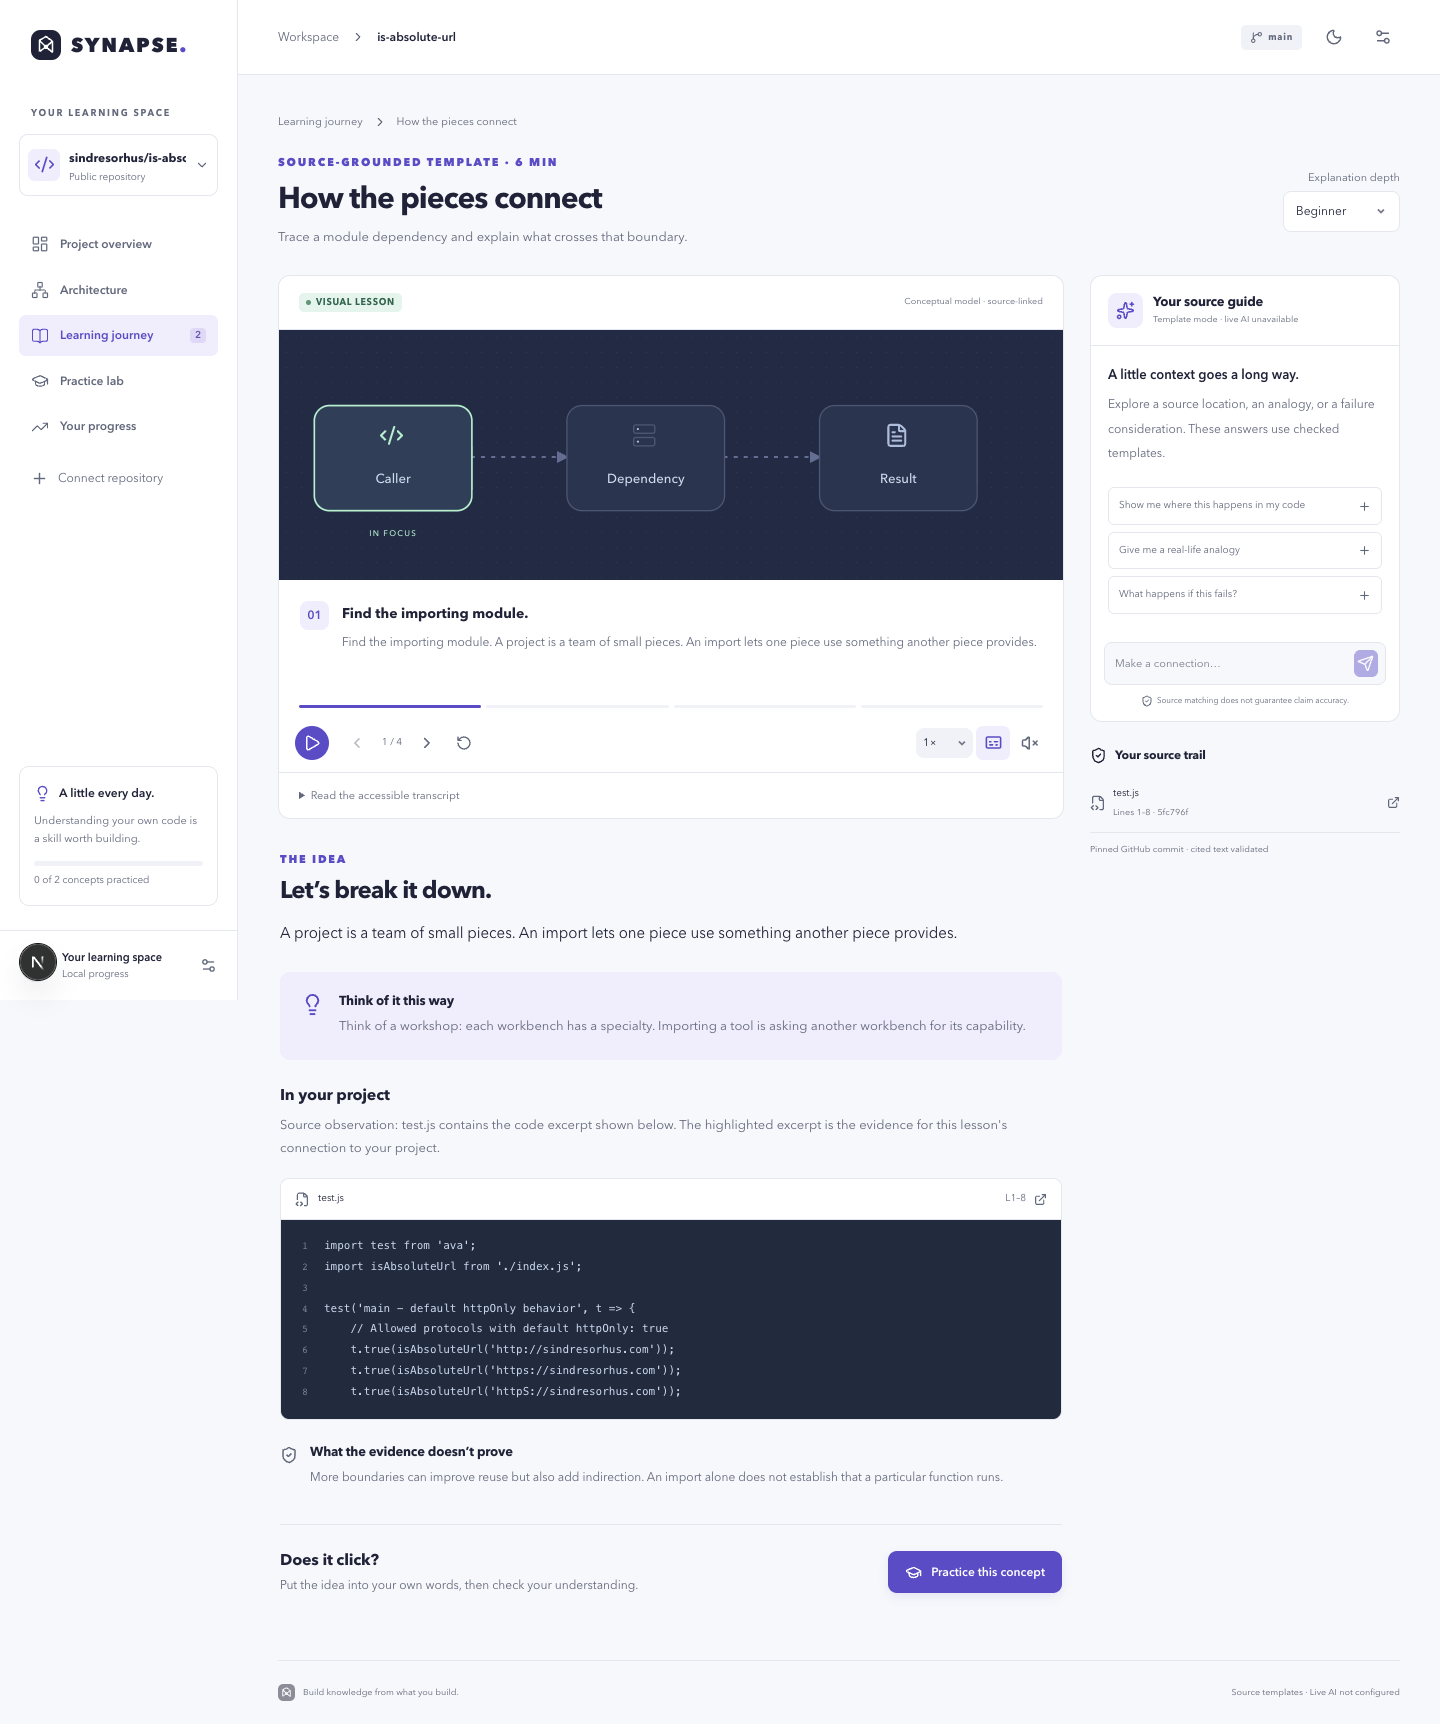 SYNAPSE.
YOUR LEARNING SPACE
sindresorhus/is-abs
Public repository
Project overview
Architecture
Learning journey 2
Practice lab
Your progress
Connect repository
A little every day.
Understanding your own code is
a skill worth building.
0 of 2 concepts practiced
N
Your learning space
Local progress
Workspace > is-absolute-url
main
Learning journey > How the pieces connect
SOURCE-GROUNDED TEMPLATE · 6 MIN
How the pieces connect
Trace a module dependency and explain what crosses that boundary.
Explanation depth
Beginner
VISUAL LESSON
Conceptual model · source-linked
Caller
Dependency
Result
IN FOCUS
01 Find the importing module.
Find the importing module. A project is a team of small pieces. An import lets one piece use something another piece provides.
1 / 4
1×
Read the accessible transcript
Your source guide
Template mode · live AI unavailable
A little context goes a long way.
Explore a source location, an analogy, or a failure
consideration. These answers use checked
templates.
Show me where this happens in my code
Give me a real-life analogy
What happens if this fails?
Make a connection…
Source matching does not guarantee claim accuracy.
Your source trail
test.js
Lines 1–8 · 5fc796f
Pinned GitHub commit · cited text validated
THE IDEA
Let’s break it down.
A project is a team of small pieces. An import lets one piece use something another piece provides.
Think of it this way
Think of a workshop: each workbench has a specialty. Importing a tool is asking another workbench for its capability.
In your project
Source observation: test.js contains the code excerpt shown below. The highlighted excerpt is the evidence for this lesson's
connection to your project.
test.js
L1–8
1 import test from 'ava';
2 import isAbsoluteUrl from './index.js';
3
4 test('main – default httpOnly behavior', t => {
5 // Allowed protocols with default httpOnly: true
6 t.true(isAbsoluteUrl('http://sindresorhus.com'));
7 t.true(isAbsoluteUrl('https://sindresorhus.com'));
8 t.true(isAbsoluteUrl('httpS://sindresorhus.com'));
What the evidence doesn’t prove
More boundaries can improve reuse but also add indirection. An import alone does not establish that a particular function runs.
Does it click?
Put the idea into your own words, then check your understanding.
Practice this concept
Build knowledge from what you build.
Source templates · Live AI not configured